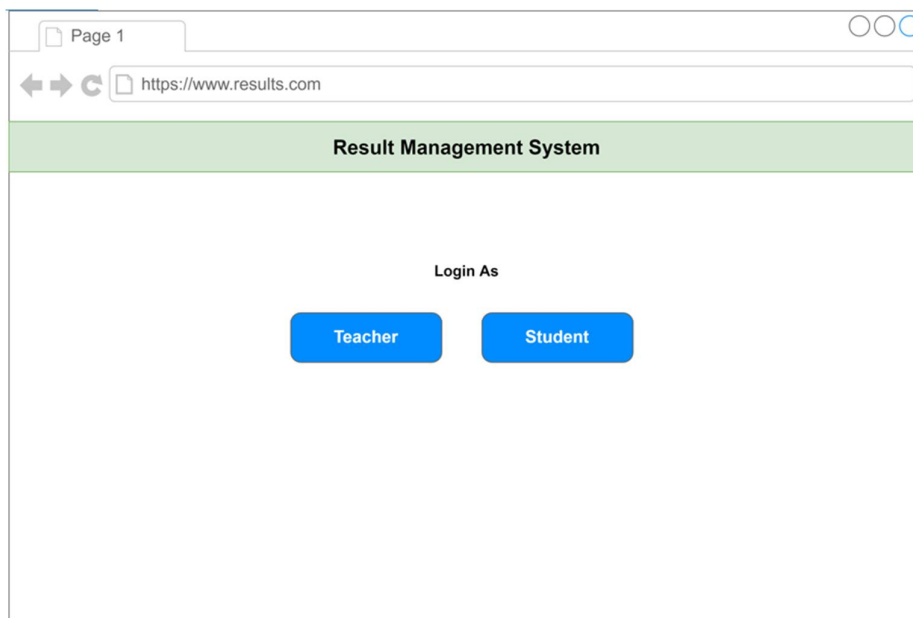 Page 1
https://www.results.com
Result Management System
Login As
Teacher Student